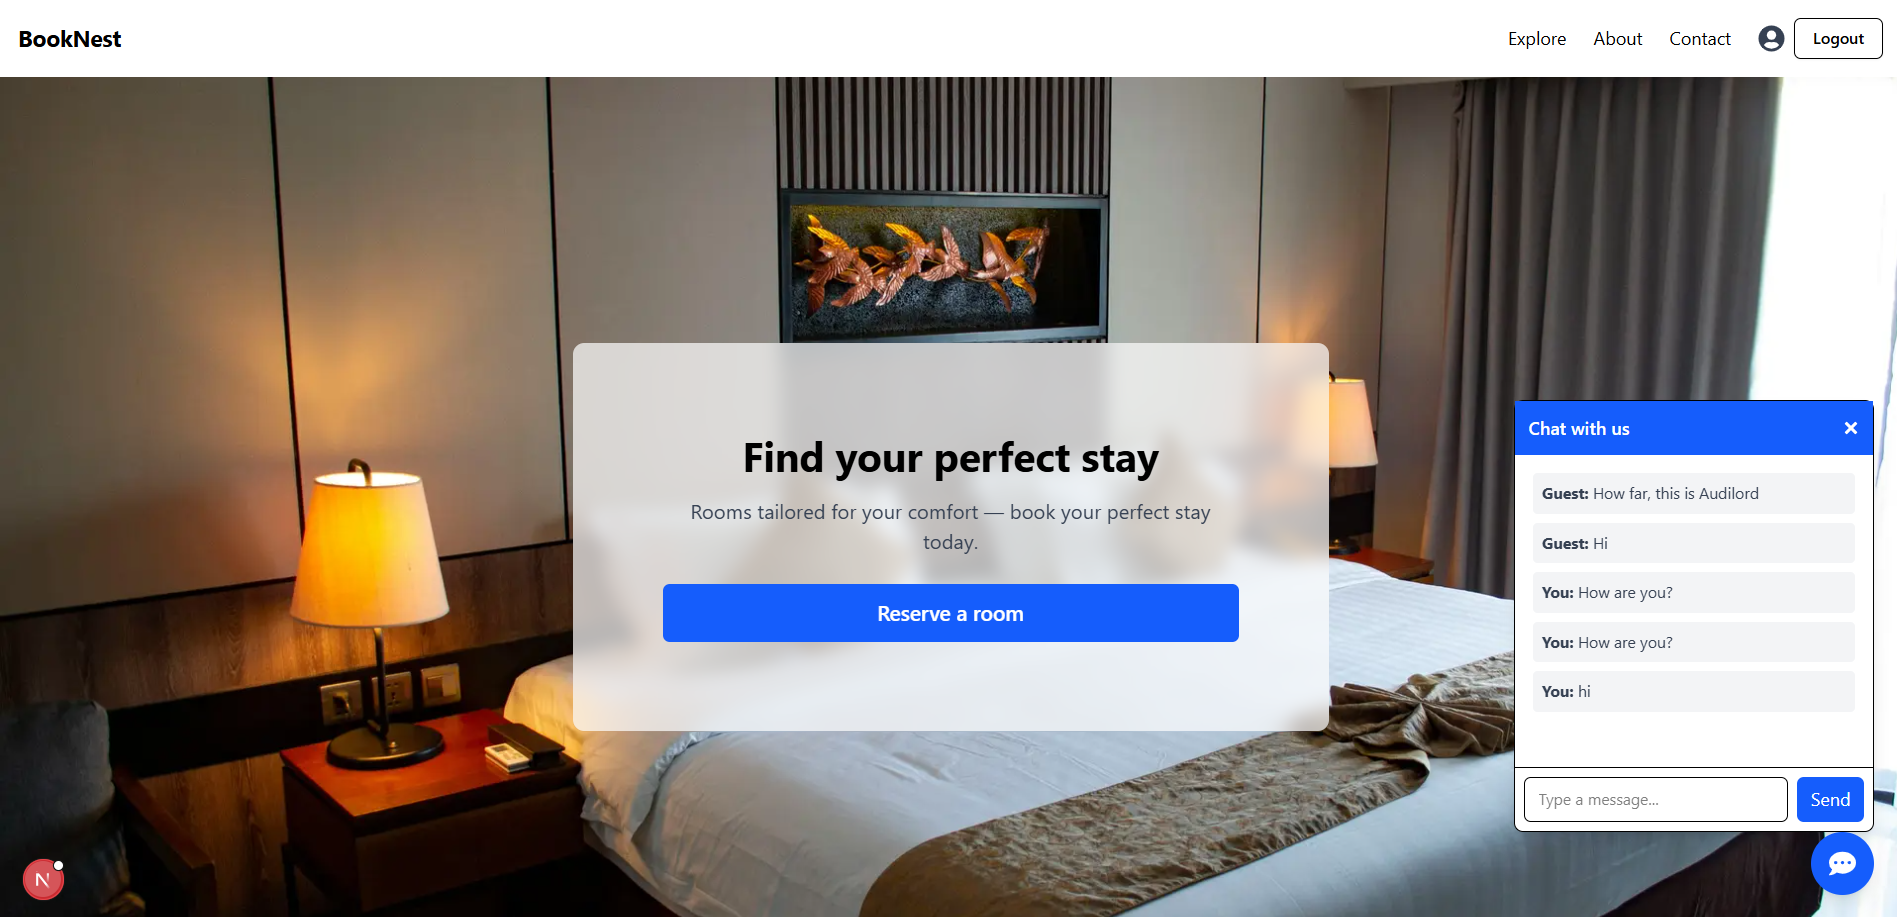 BookNest
Explore
About
Contact
Logout
Find your perfect stay
Rooms tailored for your comfort — book your perfect stay
today.
Reserve a room
Chat with us
Guest: How far, this is Audilord
Guest: Hi
You: How are you?
You: How are you?
You: hi
Type a message...
Send
N